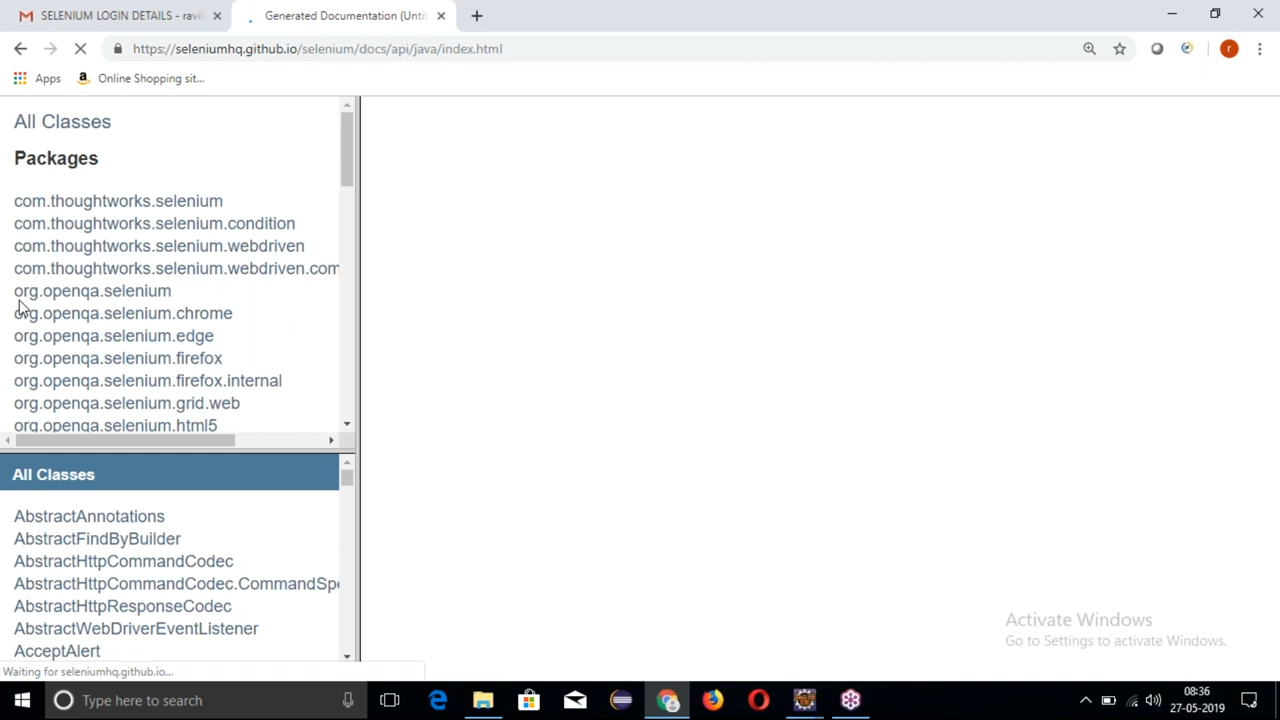 SELENIUM LOGIN DETAILS - ravil
Generated Documentation (Unti
https://seleniumhq.github.io/selenium/docs/api/java/index.html
r
Apps
Online Shopping sit...
All Classes
Packages
com.thoughtworks.selenium
com.thoughtworks.selenium.condition
com.thoughtworks.selenium.webdriven
com.thoughtworks.selenium.webdriven.com
org.openqa.selenium
org.openqa.selenium.chrome
org.openqa.selenium.edge
org.openqa.selenium.firefox
org.openqa.selenium.firefox.internal
org.openqa.selenium.grid.web
org.openqa.selenium.html5
All Classes
AbstractAnnotations
AbstractFindByBuilder
AbstractHttpCommandCodec
AbstractHttpCommandCodec.CommandSpe
AbstractHttpResponseCodec
AbstractWebDriverEventListener
AcceptAlert
Waiting for seleniumhq.github.io...
Activate Windows
Go to Settings to activate Windows.
Type here to search
08:36
27-05-2019